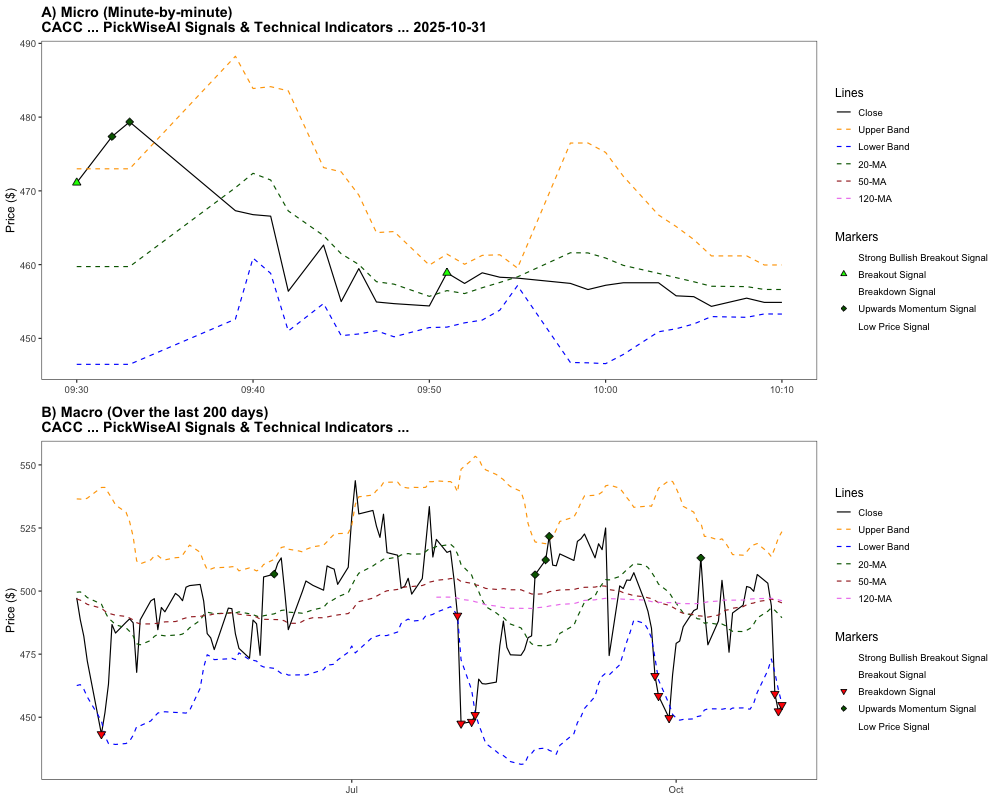 A) Micro (Minute-by-minute)
CACC ... PickWiseAI Signals & Technical Indicators ... 2025-10-31
490
480
470
460
450
Price ($)
09:30
09:40
09:50
10:00
10:10
Lines
Close
Upper Band
Lower Band
20-MA
50-MA
120-MA
Markers
Strong Bullish Breakout Signal
Breakout Signal
Breakdown Signal
Upwards Momentum Signal
Low Price Signal
B) Macro (Over the last 200 days)
CACC ... PickWiseAI Signals & Technical Indicators ...
550
525
500
475
450
Price ($)
Jul
Oct
Lines
Close
Upper Band
Lower Band
20-MA
50-MA
120-MA
Markers
Strong Bullish Breakout Signal
Breakout Signal
Breakdown Signal
Upwards Momentum Signal
Low Price Signal